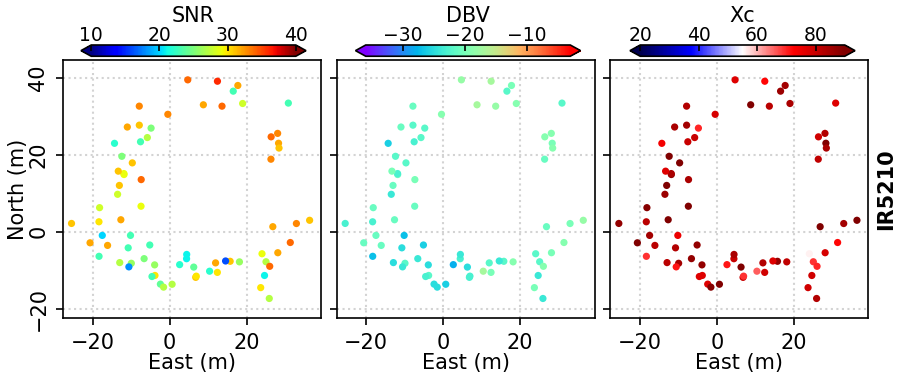 SNR DBV Xc
10 20 30 40 −30 −20 −10 20 40 60 80
40
20
0
−20
North (m)
−20 0 20 −20 0 20 −20 0 20
East (m) East (m) East (m)
IR5210